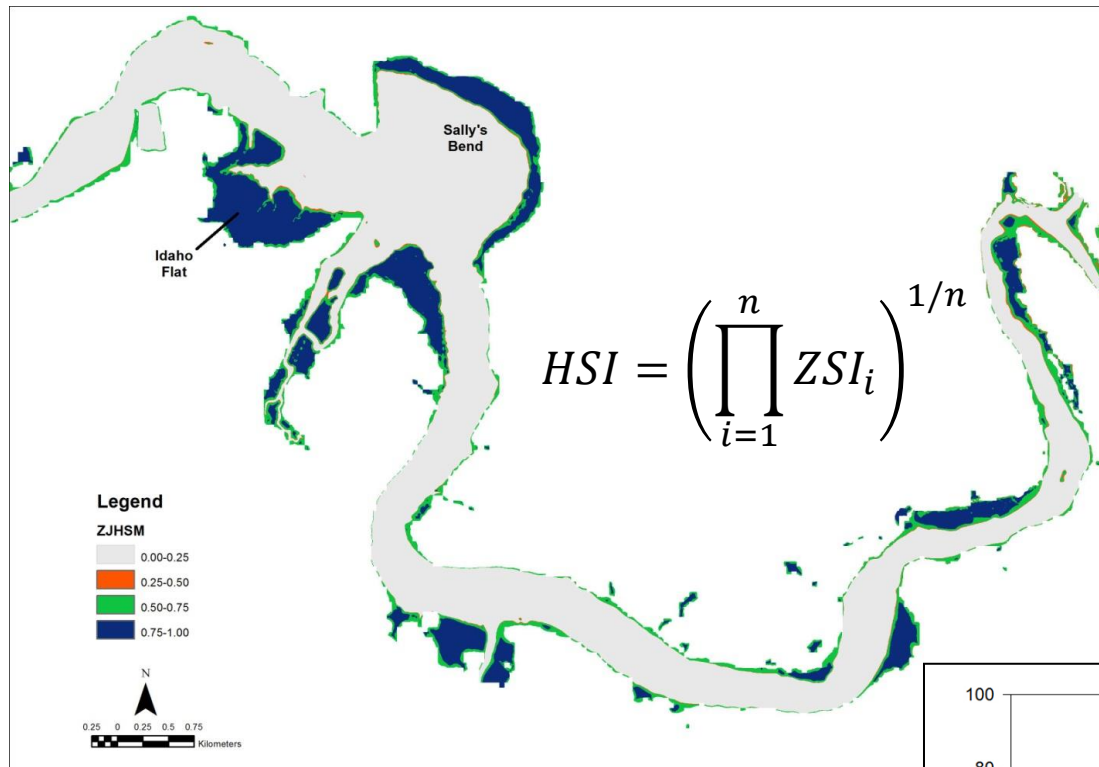 Sally's
Bend
Idaho
Flat
HSI = (∏_{i=1}^{n} ZSI_i)^{1/n}
Legend
ZJHSM
0.00-0.25
0.25-0.50
0.50-0.75
0.75-1.00
N
0.25 0 0.25 0.5 0.75
Kilometers
100
80